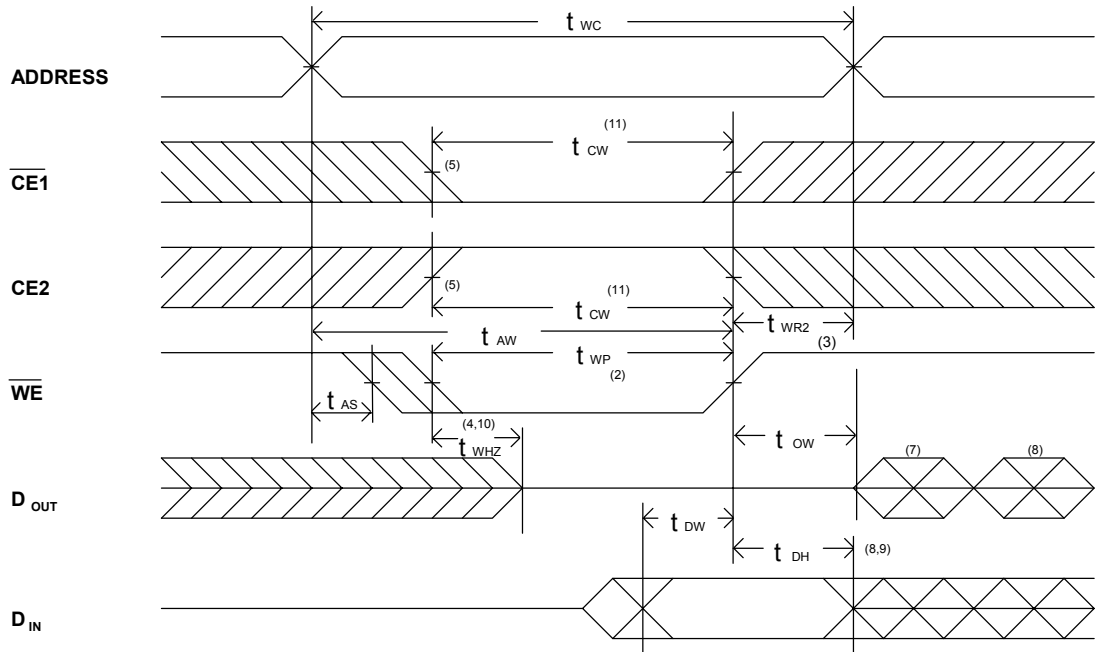 t WC
ADDRESS
(11)
t CW
CE1
(5)
CE2
(5)
(11)
t CW
t WR2
t AW
(3)
t WP
(2)
WE
t AS
(4,10)
t WHZ
t OW
(7)
(8)
D OUT
t DW
t DH
(8,9)
D IN